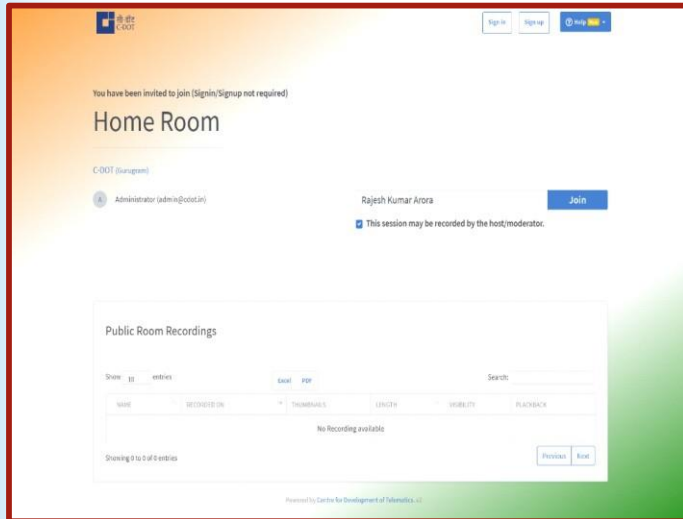 सी-डॉट
C-DOT
Sign in Sign up Help New
You have been invited to join (Signin/Signup not required)
Home Room
C-DOT (Gurugram)
A Administrator (admin@cdot.in) Rajesh Kumar Arora Join
This session may be recorded by the host/moderator.
Public Room Recordings
Show 10 entries Excel PDF Search:
NAME RECORDED ON THUMBNAILS LENGTH VISIBILITY PLAYBACK
No Recording available
Showing 0 to 0 of 0 entries Previous Next
Powered by Centre for Development of Telematics.